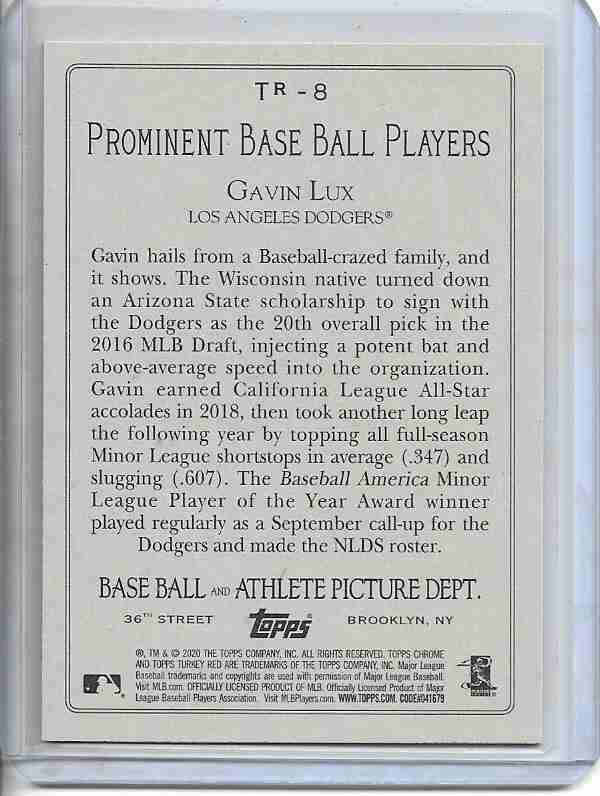 TR-8
PROMINENT BASE BALL PLAYERS
GAVIN LUX
LOS ANGELES DODGERS®
Gavin hails from a Baseball-crazed family, and
it shows. The Wisconsin native turned down
an Arizona State scholarship to sign with
the Dodgers as the 20th overall pick in the
2016 MLB Draft, injecting a potent bat and
above-average speed into the organization.
Gavin earned California League All-Star
accolades in 2018, then took another long leap
the following year by topping all full-season
Minor League shortstops in average (.347) and
slugging (.607). The Baseball America Minor
League Player of the Year Award winner
played regularly as a September call-up for the
Dodgers and made the NLDS roster.
BASE BALL AND ATHLETE PICTURE DEPT.
36TH STREET Topps® BROOKLYN, NY
®, TM & © 2020 THE TOPPS COMPANY, INC. ALL RIGHTS RESERVED. TOPPS CHROME
AND TOPPS TURKEY RED ARE TRADEMARKS OF THE TOPPS COMPANY, INC. Major League
Baseball trademarks and copyrights are used with permission of Major League Baseball.
Visit MLB.com. OFFICIALLY LICENSED PRODUCT OF MLB. Officially Licensed Product of Major
League Baseball Players Association. Visit MLBPlayers.com. WWW.TOPPS.COM. CODE#041679